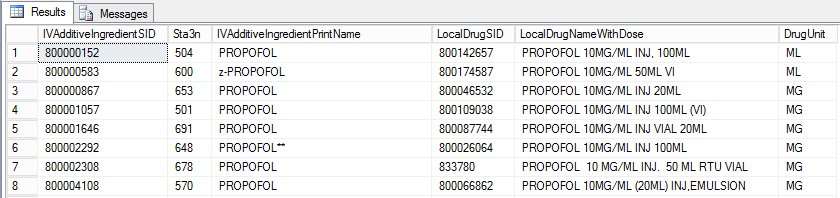 Results Messages
IVAdditiveIngredientSID Sta3n IVAdditiveIngredientPrintName LocalDrugSID LocalDrugNameWithDose DrugUnit
1 800000152 504 PROPOFOL 800142657 PROPOFOL 10MG/ML INJ, 100ML ML
2 800000583 600 z-PROPOFOL 800174587 PROPOFOL 10MG/ML 50ML VI ML
3 800000867 653 PROPOFOL 800046532 PROPOFOL 10MG/ML INJ 20ML MG
4 800001057 501 PROPOFOL 800109038 PROPOFOL 10MG/ML INJ 100ML (VI) MG
5 800001646 691 PROPOFOL 800087744 PROPOFOL 10MG/ML INJ VIAL 20ML MG
6 800002292 648 PROPOFOL** 800026064 PROPOFOL 10MG/ML INJ 100ML MG
7 800002308 678 PROPOFOL 833780 PROPOFOL  10 MG/ML INJ.  50 ML RTU VIAL MG
8 800004108 570 PROPOFOL 800066862 PROPOFOL 10MG/ML (20ML) INJ,EMULSION MG